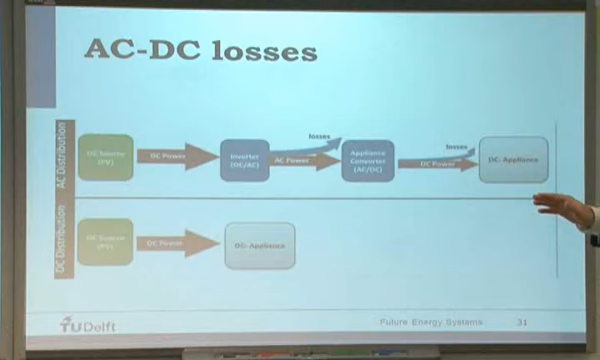 AC-DC losses
AC Distribution
DC Source
(PV)
DC Power
Inverter
(DC/AC)
losses
AC Power
Appliance
Converter
(AC/DC)
losses
DC Power
DC- Appliance
DC Distribution
DC Source
(PV)
DC Power
DC- Appliance
TUDelft
Future Energy Systems
31